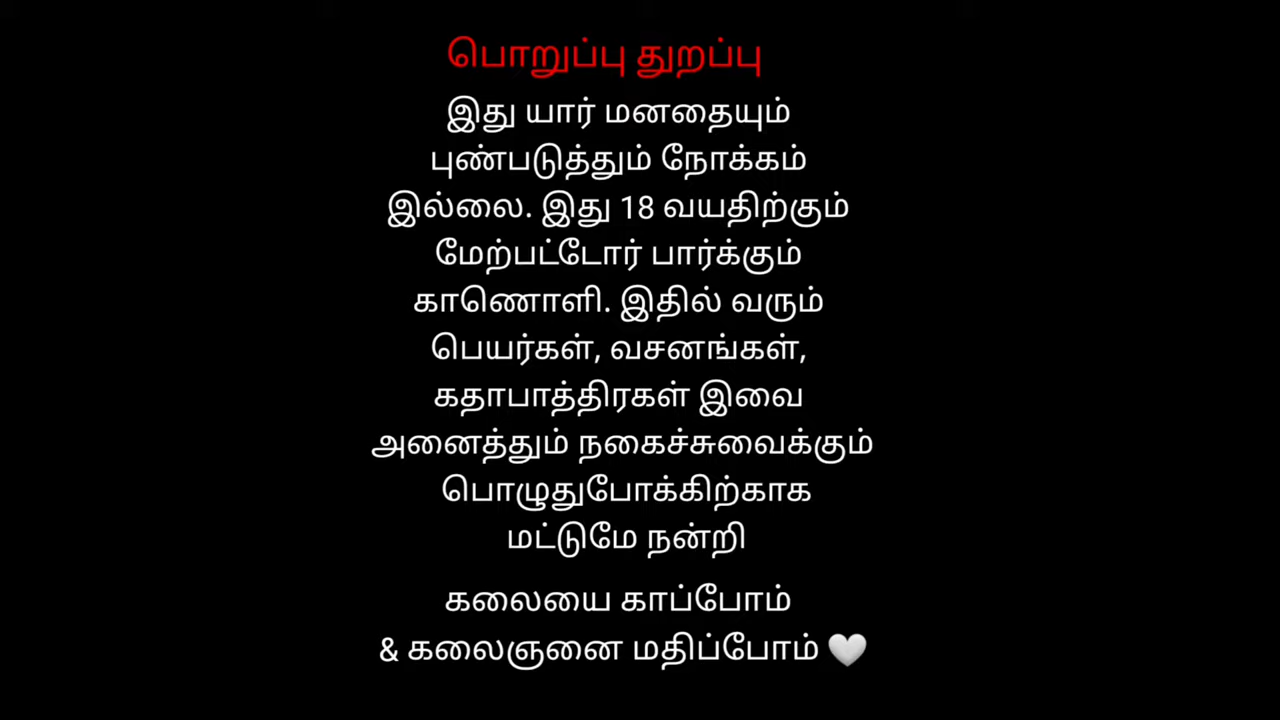 பொறுப்பு துறப்பு
இது யார் மனதையும்
புண்படுத்தும் நோக்கம்
இல்லை. இது 18 வயதிற்கும்
மேற்பட்டோர் பார்க்கும்
காணொளி. இதில் வரும்
பெயர்கள், வசனங்கள்,
கதாபாத்திரகள் இவை
அனைத்தும் நகைச்சுவைக்கும்
பொழுதுபோக்கிற்காக
மட்டுமே நன்றி
கலையை காப்போம்
& கலைஞனை மதிப்போம் 🤍